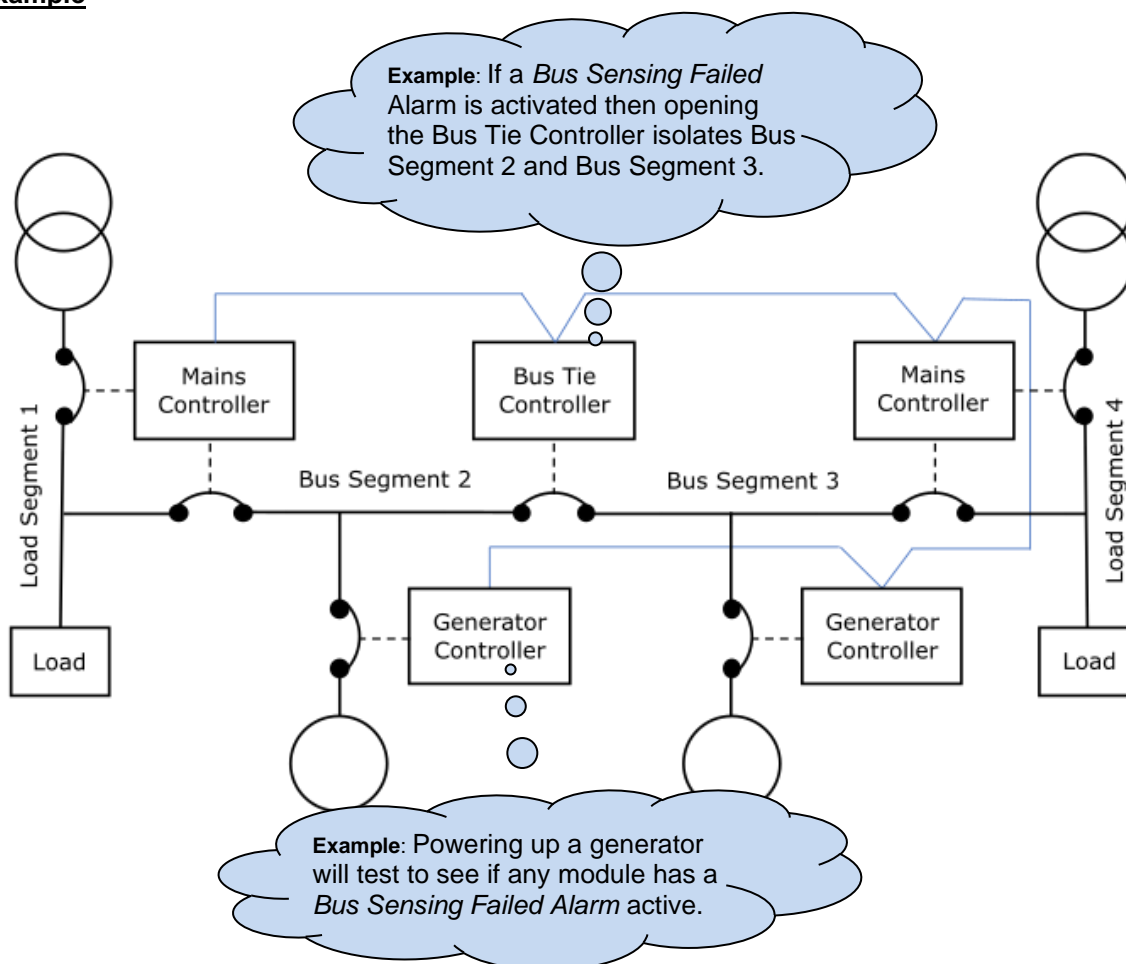 Example: If a Bus Sensing Failed
Alarm is activated then opening
the Bus Tie Controller isolates Bus
Segment 2 and Bus Segment 3.
Mains
Controller
Bus Tie
Controller
Mains
Controller
Load Segment 1
Bus Segment 2
Bus Segment 3
Load Segment 4
Generator
Controller
Generator
Controller
Load
Load
Example: Powering up a generator
will test to see if any module has a
Bus Sensing Failed Alarm active.